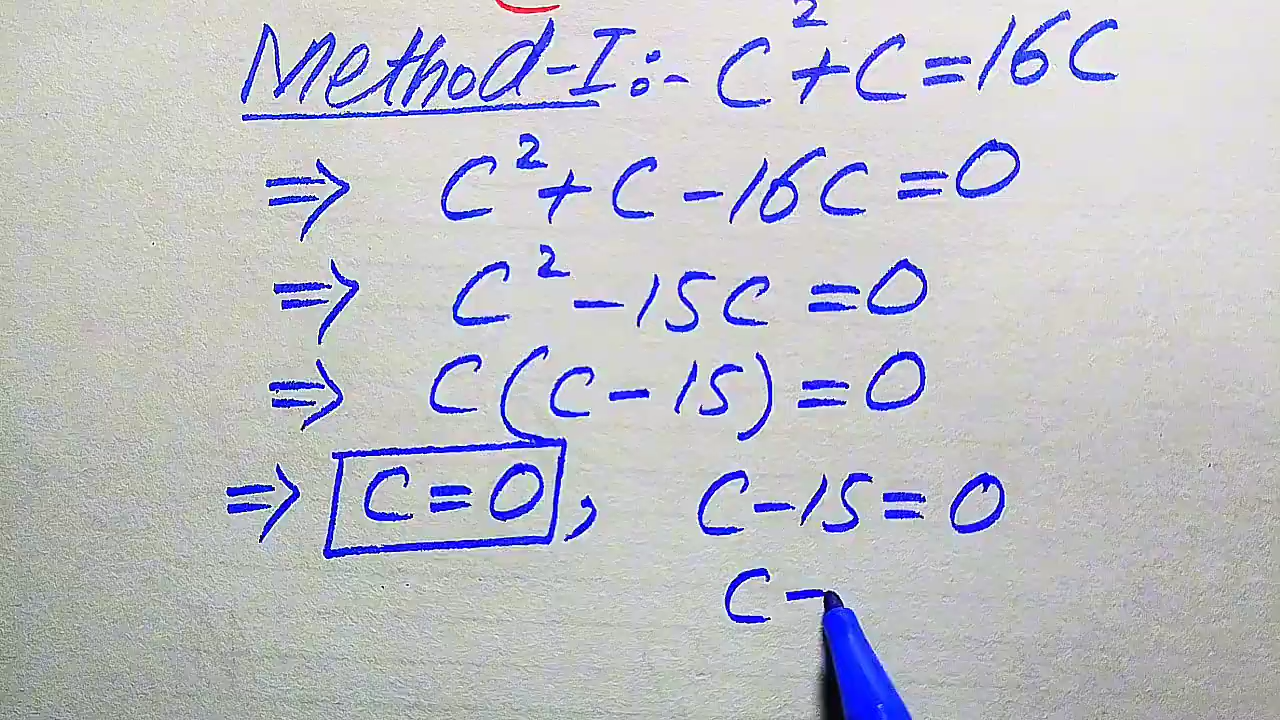 Method-I:- C²+C=16C
⇒ C²+C-16C=0
⇒ C²-15C=0
⇒ C(C-15)=0
⇒ C=0, C-15=0
C-